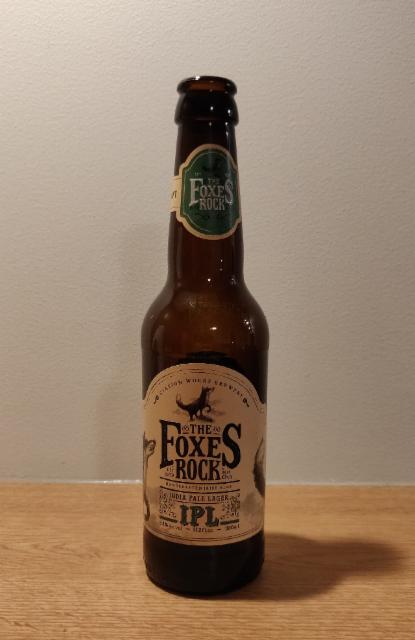 THE
FOXES
ROCK
STATION WORKS BREWERY
THE
FOXES
ROCK
INDIA PALE LAGER
IPL